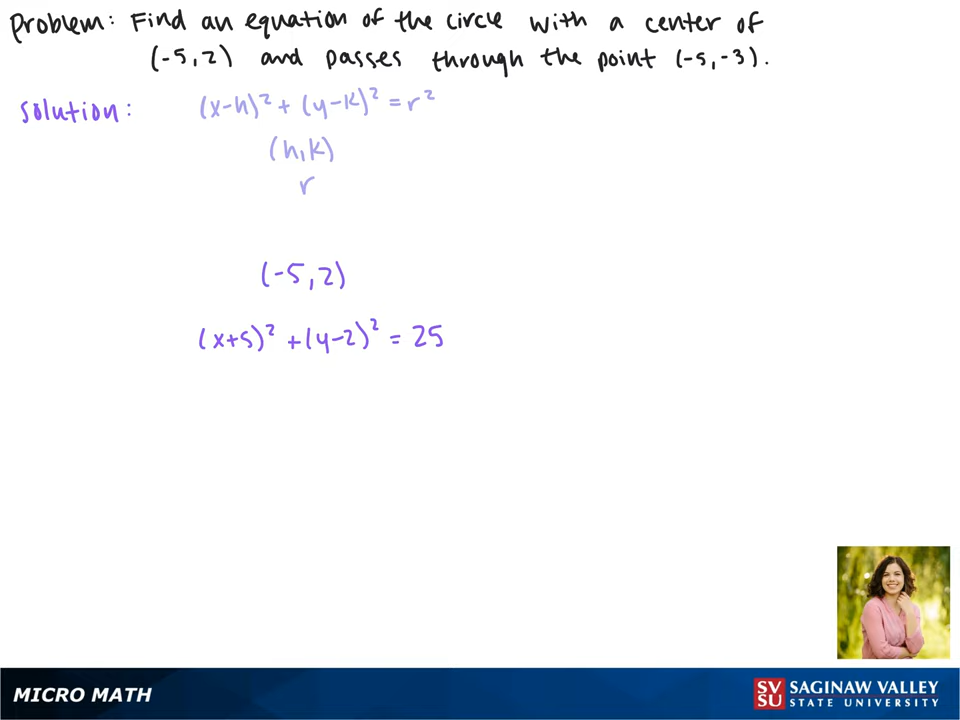 Problem: Find an equation of the circle with a center of
(-5,2) and passes through the point (-5,-3).
Solution: (x-h)² + (y-k)² = r²
(h,k)
r
(-5,2)
(x+5)² + (y-2)² = 25
MICRO MATH
SV SU SAGINAW VALLEY
STATE UNIVERSITY